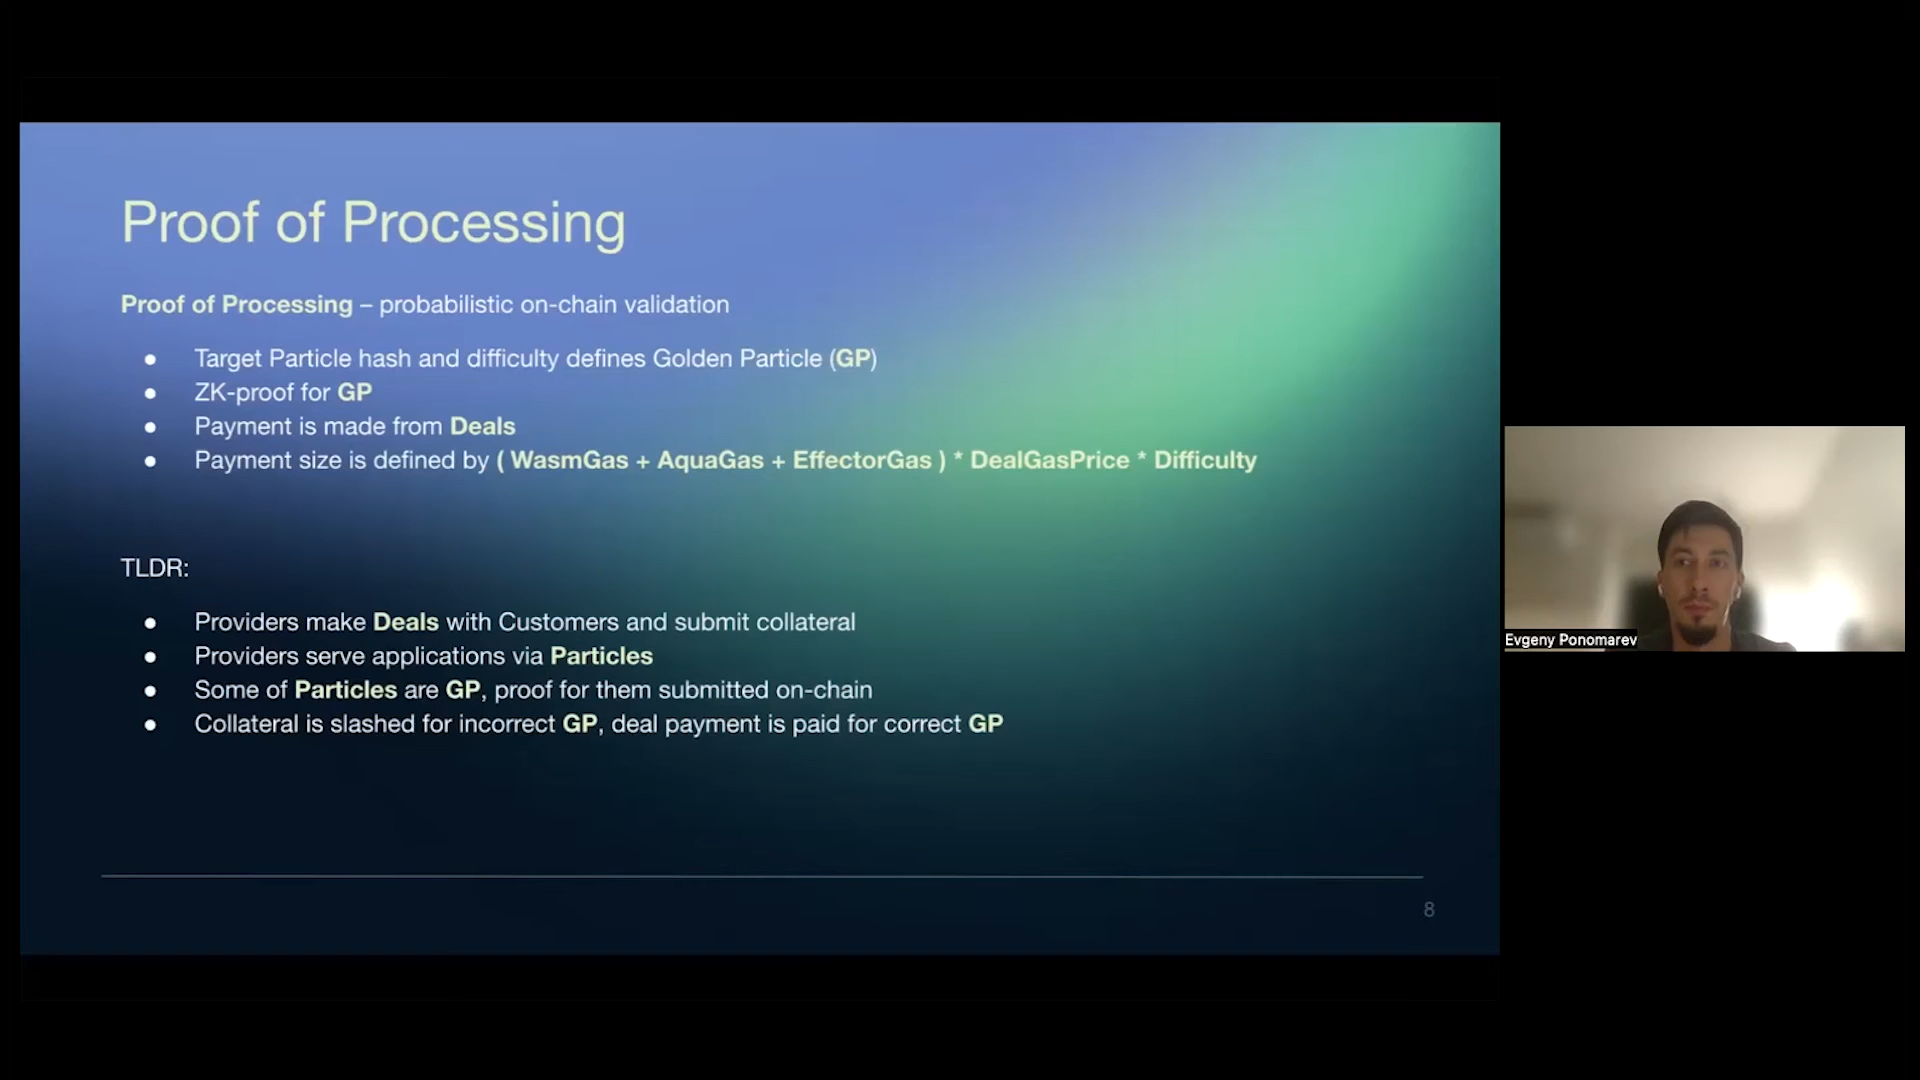 Proof of Processing
Proof of Processing – probabilistic on-chain validation
● Target Particle hash and difficulty defines Golden Particle (GP)
● ZK-proof for GP
● Payment is made from Deals
● Payment size is defined by ( WasmGas + AquaGas + EffectorGas ) * DealGasPrice * Difficulty
TLDR:
● Providers make Deals with Customers and submit collateral
● Providers serve applications via Particles
● Some of Particles are GP, proof for them submitted on-chain
● Collateral is slashed for incorrect GP, deal payment is paid for correct GP
8
Evgeny Ponomarev